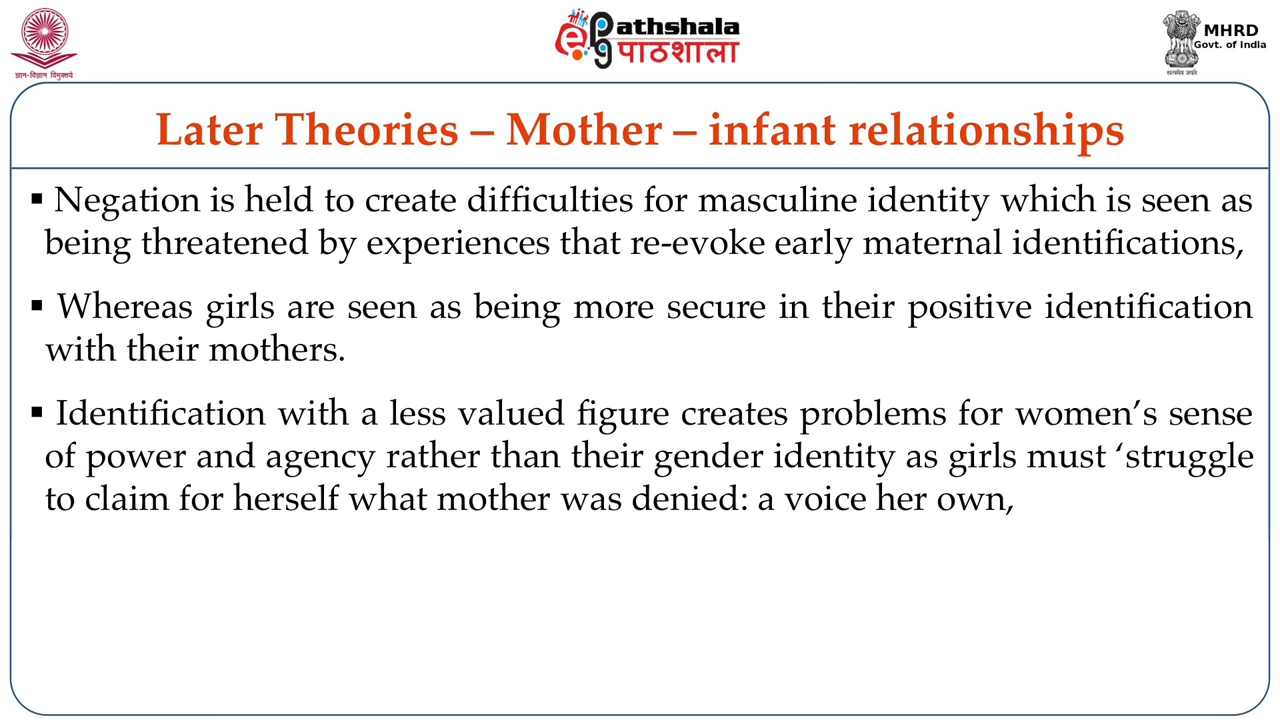 ज्ञान-विज्ञान विमुक्तये
ePathshala
पाठशाला
MHRD
Govt. of India
सत्यमेव जयते
Later Theories – Mother – infant relationships
▪ Negation is held to create difficulties for masculine identity which is seen as
being threatened by experiences that re-evoke early maternal identifications,
▪ Whereas girls are seen as being more secure in their positive identification
with their mothers.
▪ Identification with a less valued figure creates problems for women’s sense
of power and agency rather than their gender identity as girls must ‘struggle
to claim for herself what mother was denied: a voice her own,